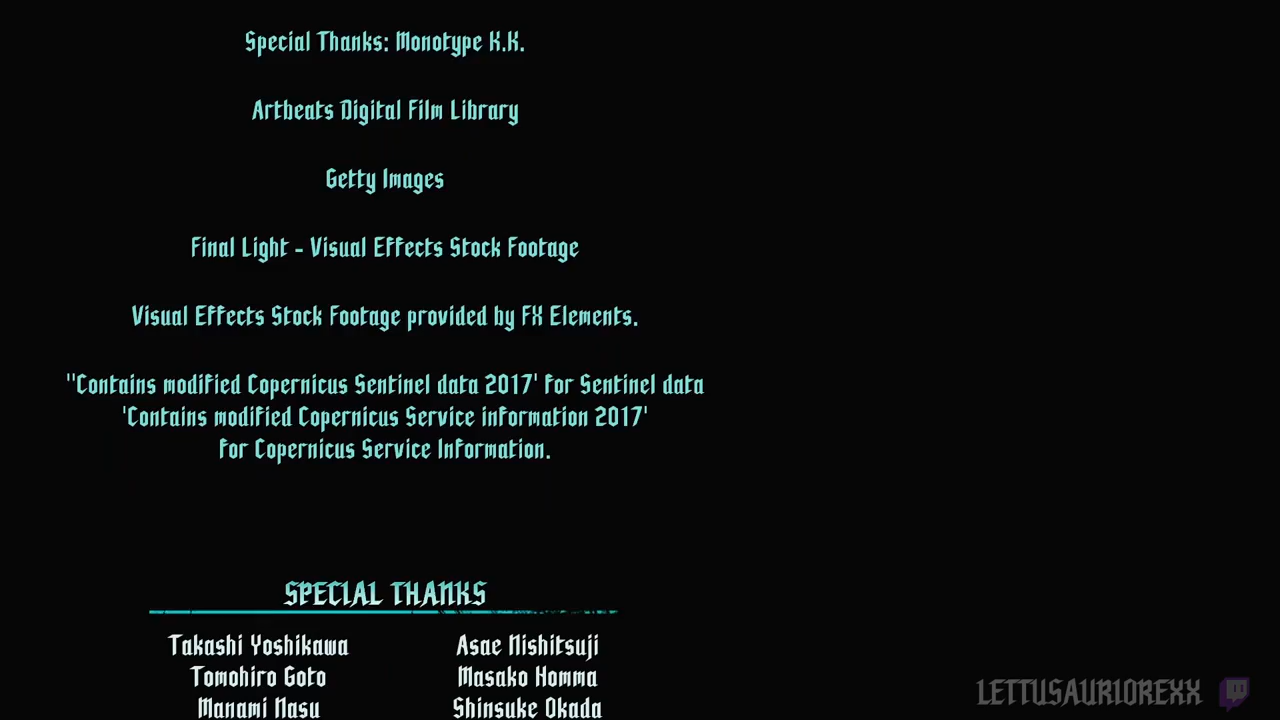 Special Thanks: Monotype K.K.
Artbeats Digital Film Library
Getty Images
Final Light - Visual Effects Stock Footage
Visual Effects Stock Footage provided by FX Elements.
"Contains modified Copernicus Sentinel data 2017' for Sentinel data
'Contains modified Copernicus Service information 2017'
for Copernicus Service Information.
SPECIAL THANKS
Takashi Yoshikawa Asae Nishitsuji
Tomohiro Goto Masako Homma
Manami Nasu Shinsuke Okada
LETTUSAURIOREXX